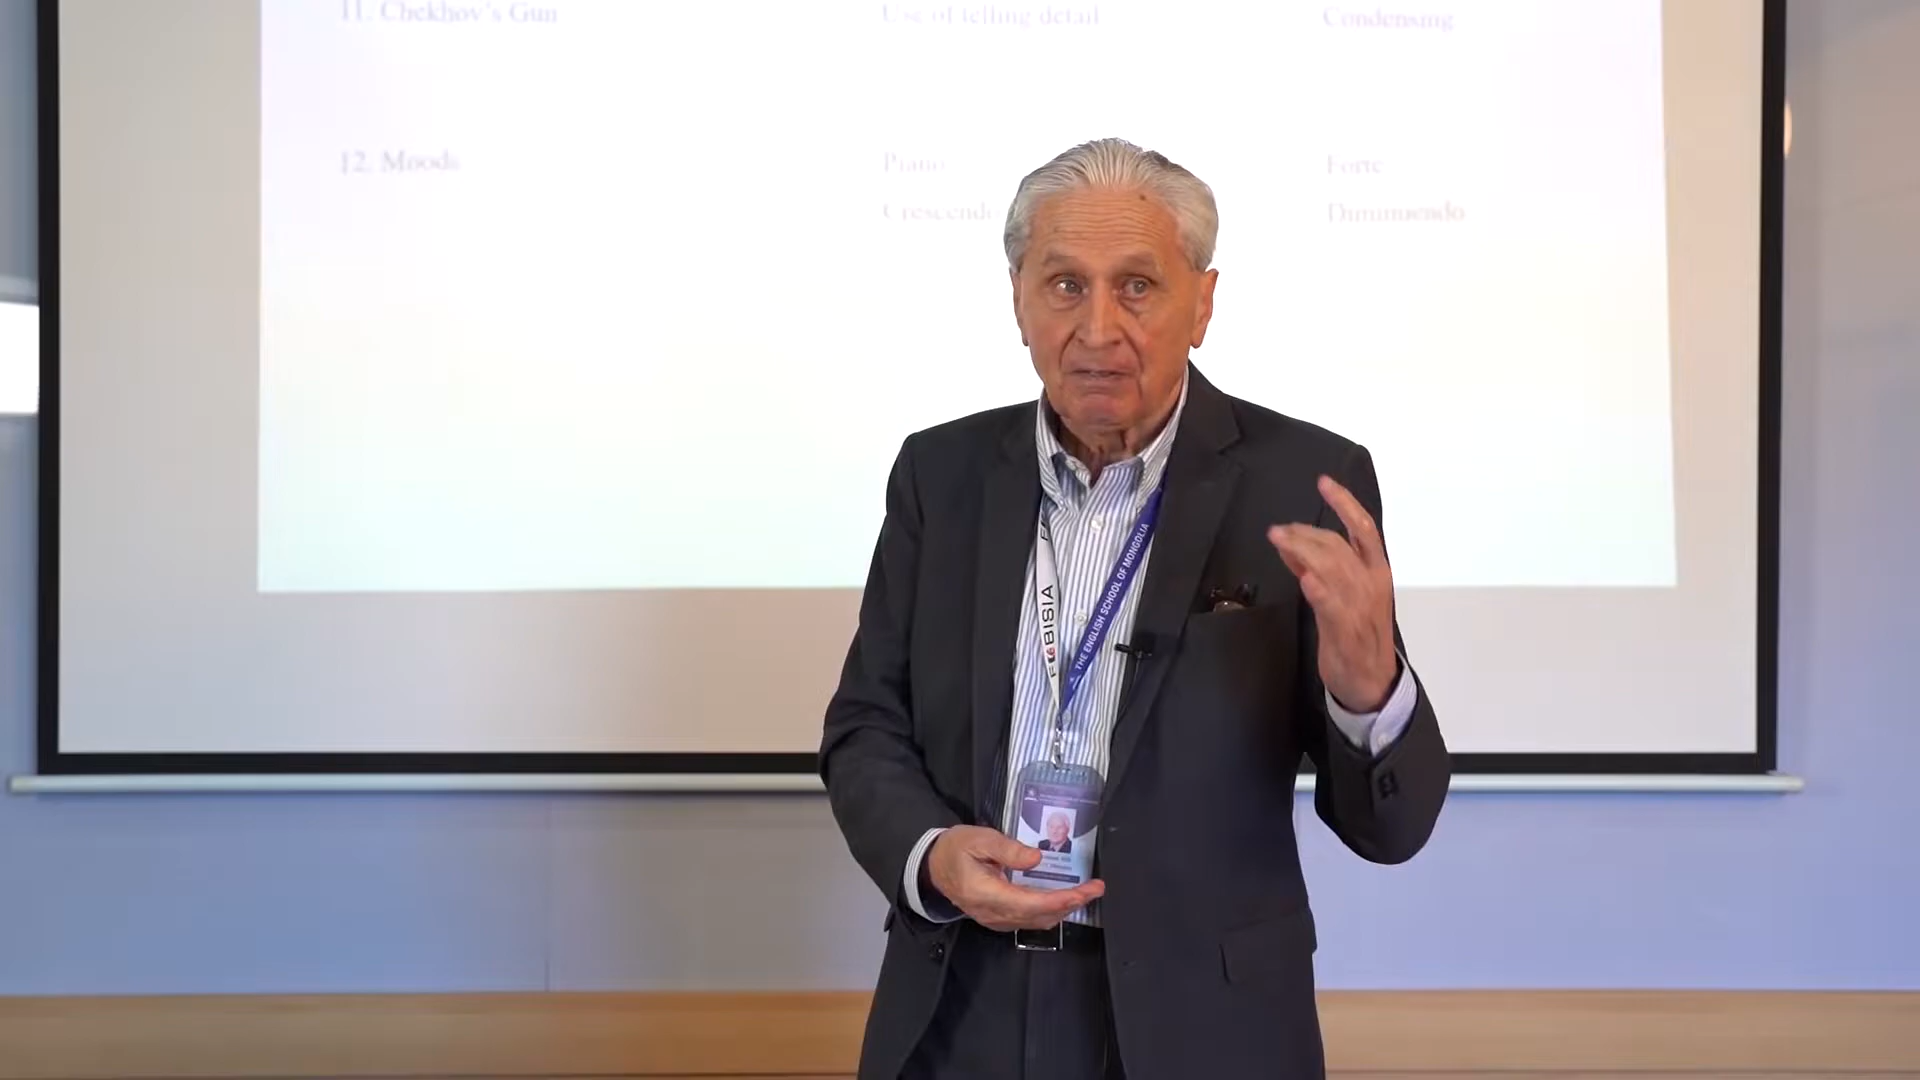 11. Chekhov's Gun Use of telling detail Condensing
12. Moods Piano Forte
Crescendo Diminuendo
FOBISIA
THE ENGLISH SCHOOL OF MONGOLIA